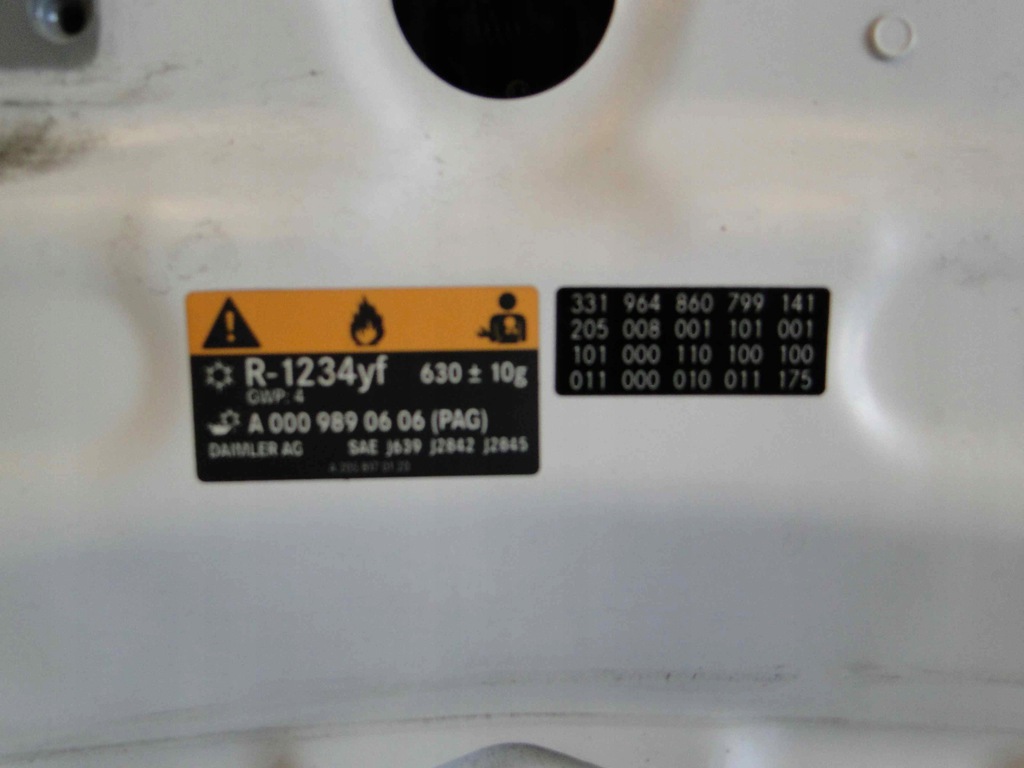 R-1234yf 630 ± 10g
GWP: 4
A 000 989 06 06 (PAG)
DAIMLER AG SAE J639 J2842 J2845
331 964 860 799 141
205 008 001 101 001
101 000 110 100 100
011 000 010 011 175